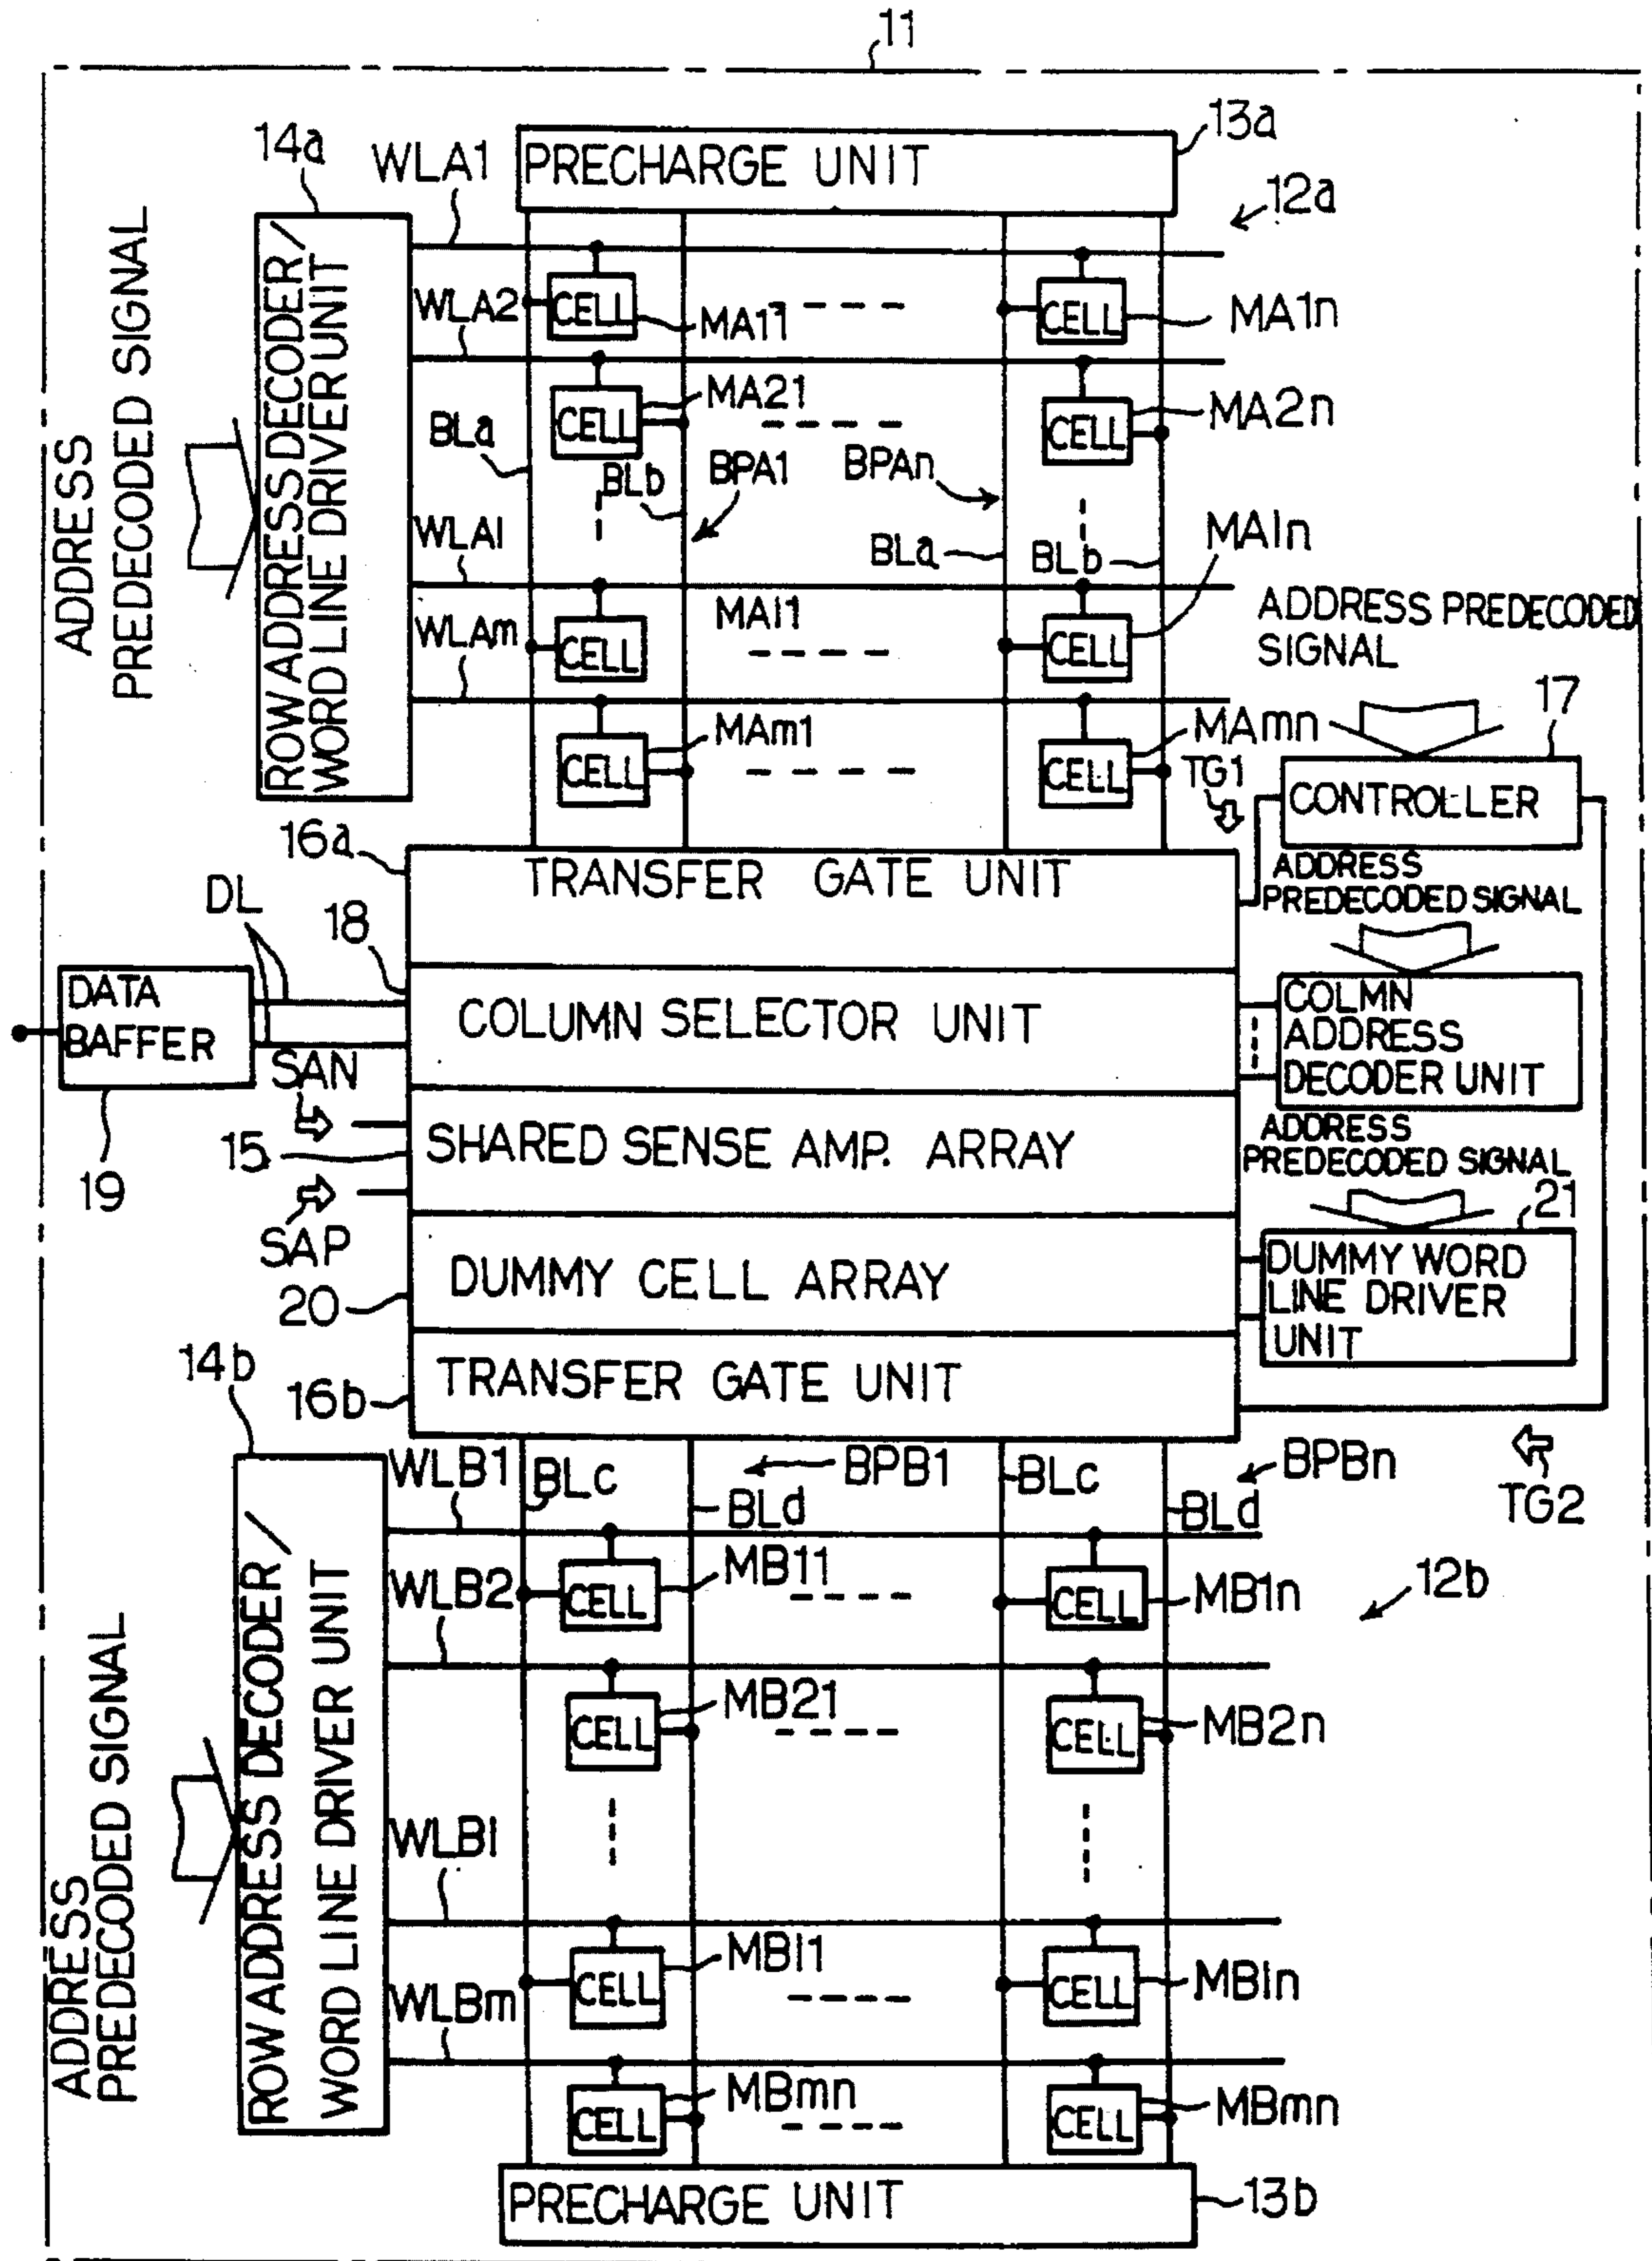 11
13a
14a
WLA1
PRECHARGE UNIT
12a
ADDRESS
PREDECODED SIGNAL
ROW ADDRESS DECODER/
WORD LINE DRIVER UNIT
WLA2
CELL
MA11
CELL
MA1n
CELL
MA21
CELL
MA2n
BLa
BLb
BPA1
BPAn
WLAl
BLa
BLb
MAln
CELL
MAl1
CELL
WLAm
ADDRESS PREDECODED
SIGNAL
CELL
MAm1
CELL
MAmn
TG1
17
CONTROLLER
16a
TRANSFER GATE UNIT
ADDRESS
PREDECODED SIGNAL
DL
18
DATA
BAFFER
19
COLUMN SELECTOR UNIT
COLMN
ADDRESS
DECODER UNIT
SAN
15
SAP
SHARED SENSE AMP. ARRAY
ADDRESS
PREDECODED SIGNAL
21
20
DUMMY CELL ARRAY
DUMMY WORD
LINE DRIVER
UNIT
14b
16b
TRANSFER GATE UNIT
WLB1
BLc
BPB1
BLd
BLc
BPBn
BLd
TG2
ADDRESS
PREDECODED SIGNAL
ROW ADDRESS DECODER/
WORD LINE DRIVER UNIT
WLB2
CELL
MB11
CELL
MB1n
12b
CELL
MB21
CELL
MB2n
WLBl
CELL
MBl1
CELL
MBln
WLBm
CELL
MBmn
CELL
MBmn
PRECHARGE UNIT
13b